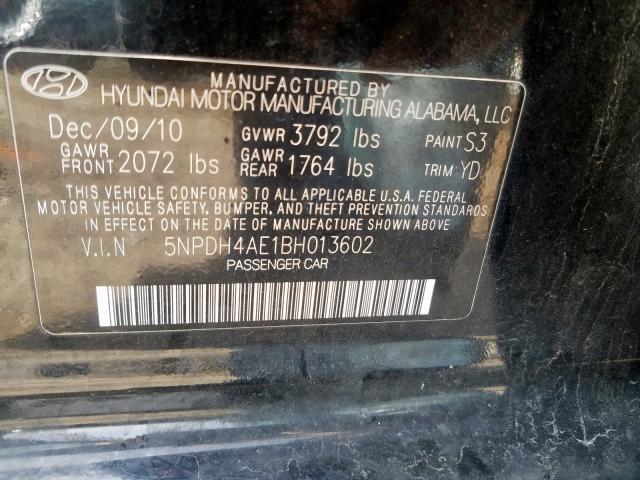 MANUFACTURED BY
HYUNDAI MOTOR MANUFACTURING ALABAMA, LLC
Dec/09/10 GVWR 3792 lbs PAINT S3
GAWR FRONT 2072 lbs GAWR REAR 1764 lbs TRIM YD
THIS VEHICLE CONFORMS TO ALL APPLICABLE U.S.A. FEDERAL
MOTOR VEHICLE SAFETY, BUMPER, AND THEFT PREVENTION STANDARDS
IN EFFECT ON THE DATE OF MANUFACTURE SHOWN ABOVE.
V.I.N 5NPDH4AE1BH013602
PASSENGER CAR